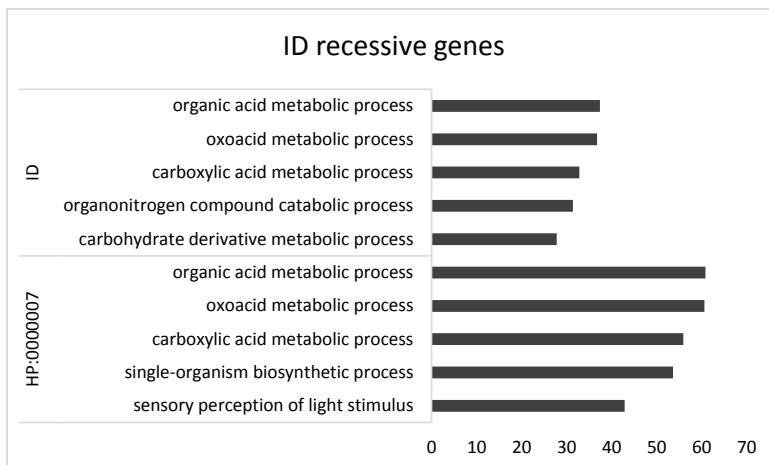 ID recessive genes
ID
organic acid metabolic process
oxoacid metabolic process
carboxylic acid metabolic process
organonitrogen compound catabolic process
carbohydrate derivative metabolic process
HP:0000007
organic acid metabolic process
oxoacid metabolic process
carboxylic acid metabolic process
single-organism biosynthetic process
sensory perception of light stimulus
0 10 20 30 40 50 60 70